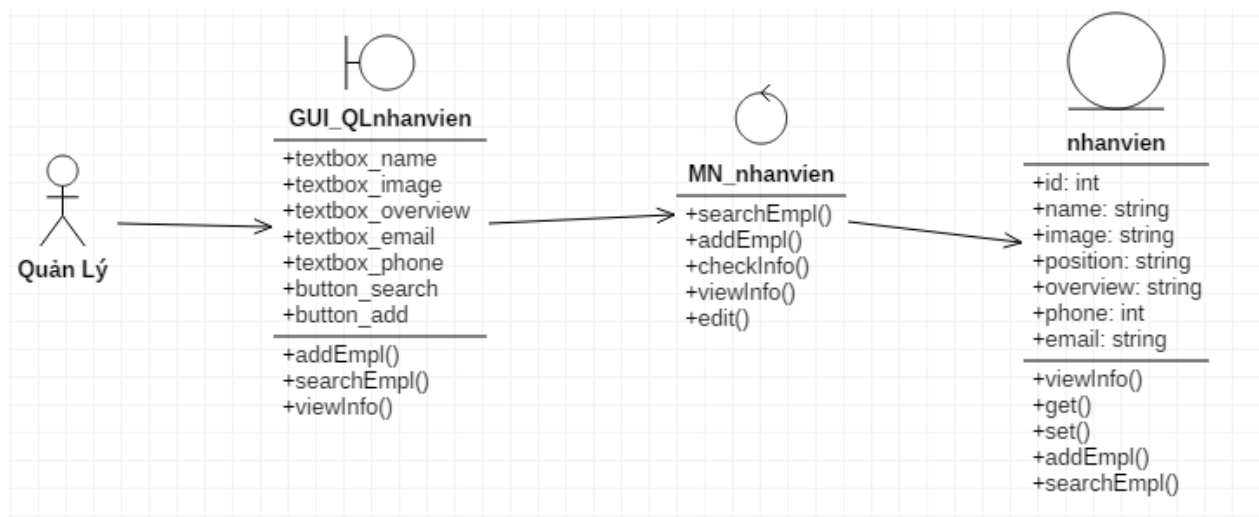 Quản Lý
GUI_QLnhanvien
+textbox_name
+textbox_image
+textbox_overview
+textbox_email
+textbox_phone
+button_search
+button_add
+addEmpl()
+searchEmpl()
+viewInfo()
MN_nhanvien
+searchEmpl()
+addEmpl()
+checkInfo()
+viewInfo()
+edit()
nhanvien
+id: int
+name: string
+image: string
+position: string
+overview: string
+phone: int
+email: string
+viewInfo()
+get()
+set()
+addEmpl()
+searchEmpl()